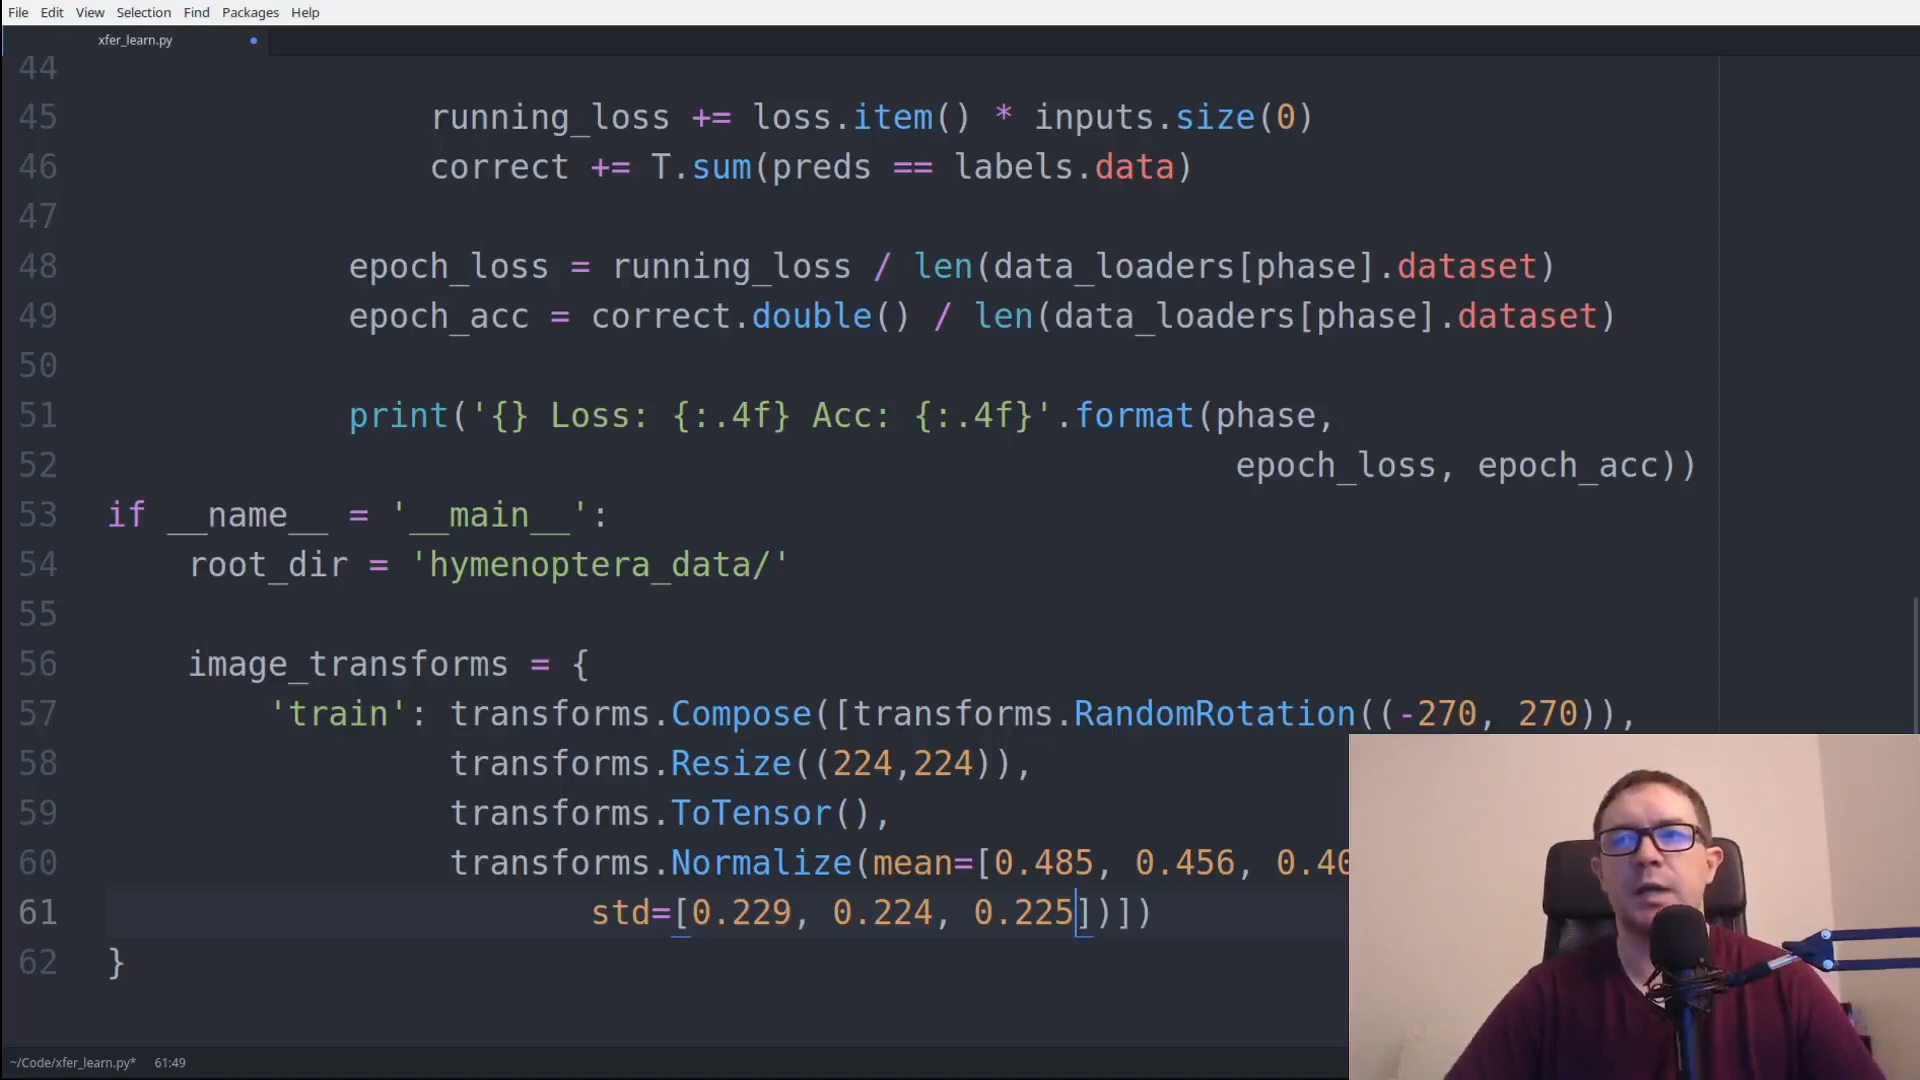 File Edit View Selection Find Packages Help
xfer_learn.py
44
45 running_loss += loss.item() * inputs.size(0)
46 correct += T.sum(preds == labels.data)
47
48 epoch_loss = running_loss / len(data_loaders[phase].dataset)
49 epoch_acc = correct.double() / len(data_loaders[phase].dataset)
50
51 print('{} Loss: {:.4f} Acc: {:.4f}'.format(phase,
52 epoch_loss, epoch_acc))
53 if __name__ = '__main__':
54 root_dir = 'hymenoptera_data/'
55
56 image_transforms = {
57 'train': transforms.Compose([transforms.RandomRotation((-270, 270)),
58 transforms.Resize((224,224)),
59 transforms.ToTensor(),
60 transforms.Normalize(mean=[0.485, 0.456, 0.40
61 std=[0.229, 0.224, 0.225])])
62 }
~/Code/xfer_learn.py* 61:49